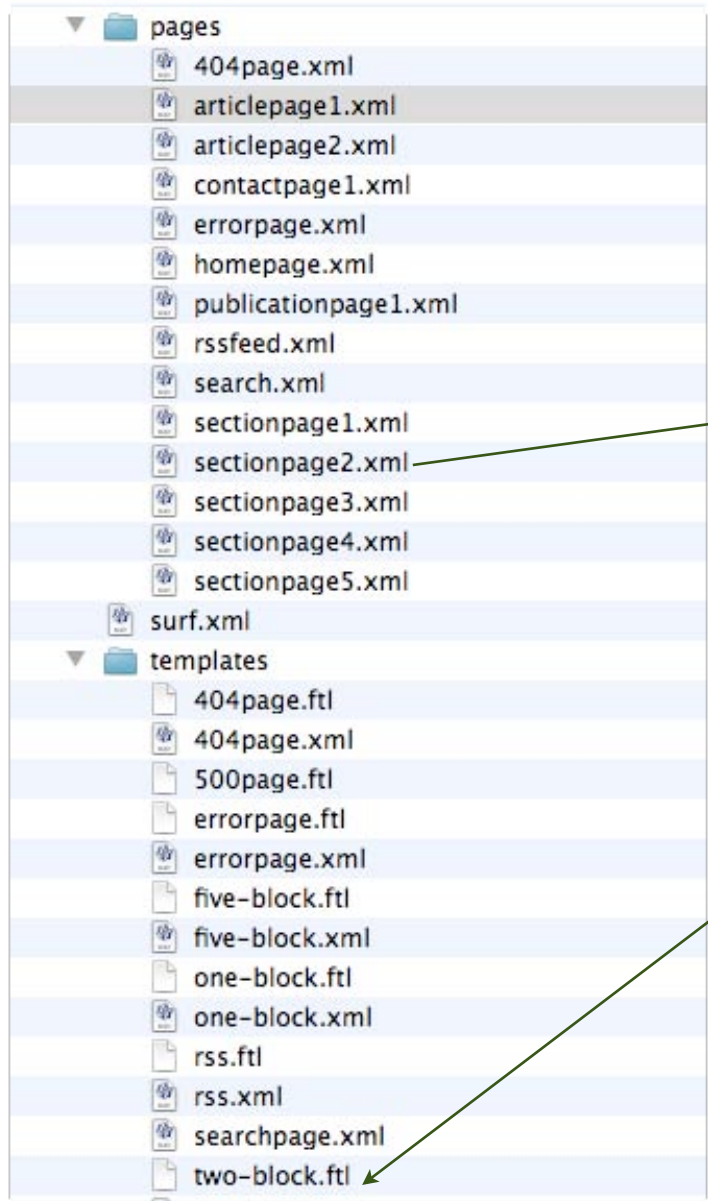 pages
404page.xml
articlepage1.xml
articlepage2.xml
contactpage1.xml
errorpage.xml
homepage.xml
publicationpage1.xml
rssfeed.xml
search.xml
sectionpage1.xml
sectionpage2.xml
sectionpage3.xml
sectionpage4.xml
sectionpage5.xml
surf.xml
templates
404page.ftl
404page.xml
500page.ftl
errorpage.ftl
errorpage.xml
five-block.ftl
five-block.xml
one-block.ftl
one-block.xml
rss.ftl
rss.xml
searchpage.xml
two-block.ftl